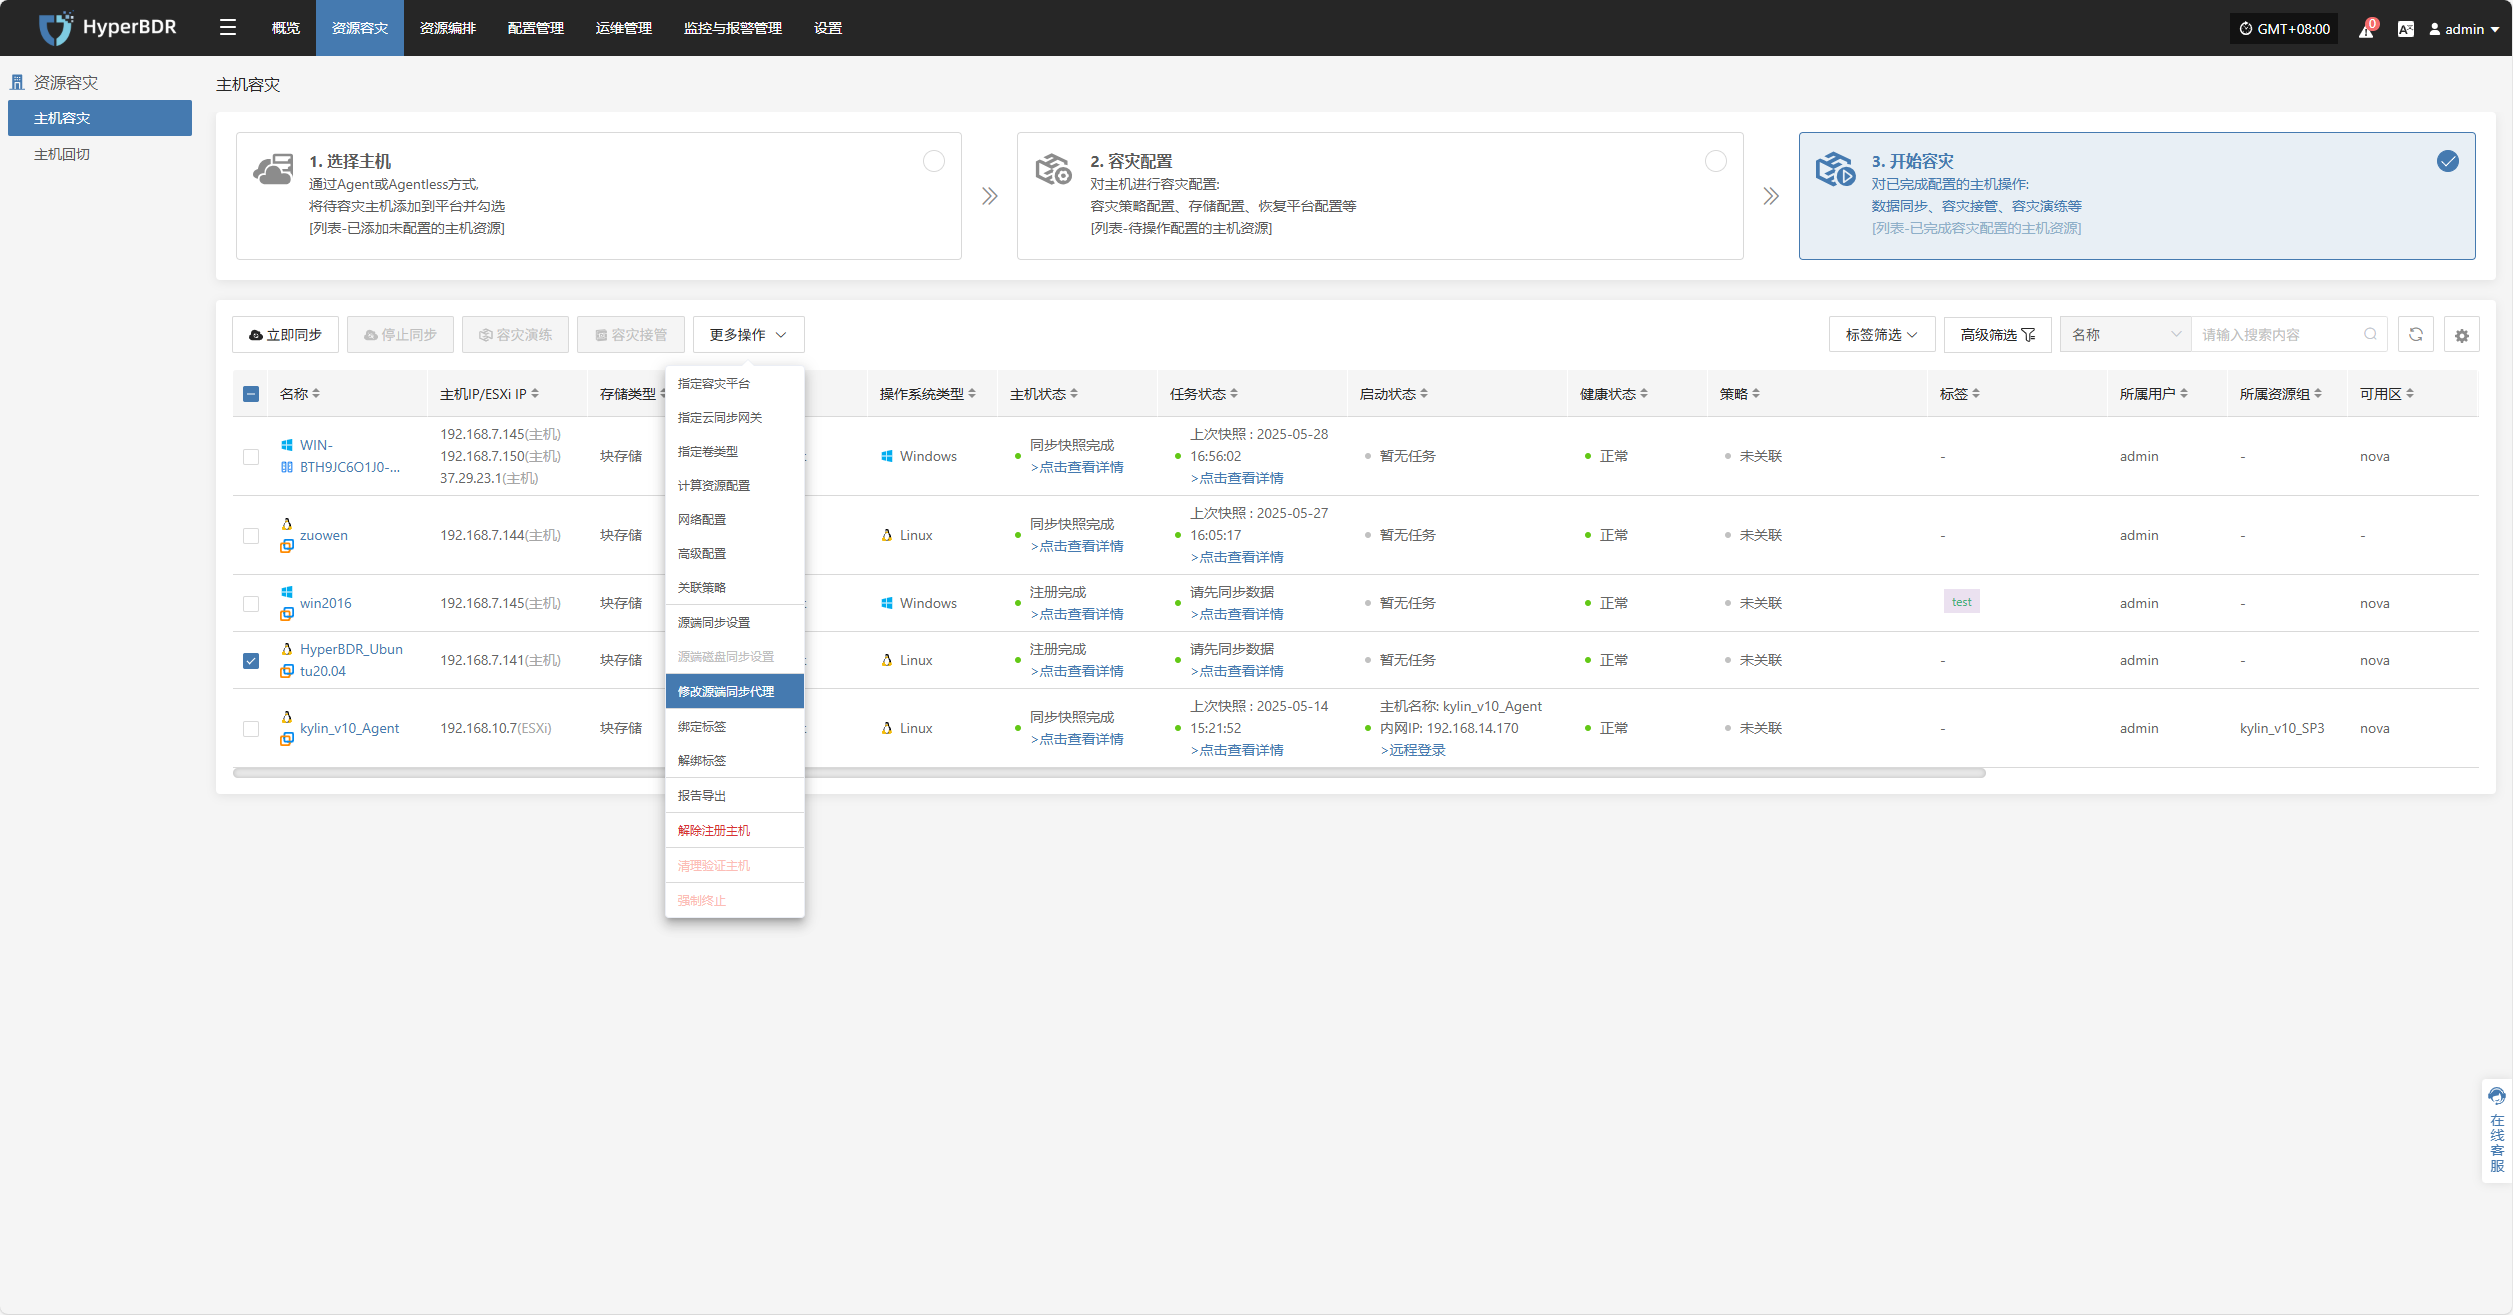 HyperBDR
概览
资源容灾
资源编排
配置管理
运维管理
监控与报警管理
设置
GMT+08:00
0
admin
资源容灾
主机容灾
主机回切
主机容灾
1. 选择主机
通过Agent或Agentless方式,
将待容灾主机添加到平台并勾选
[列表-已添加未配置的主机资源]
2. 容灾配置
对主机进行容灾配置:
容灾策略配置、存储配置、恢复平台配置等
[列表-待操作配置的主机资源]
3. 开始容灾
对已完成配置的主机操作:
数据同步、容灾接管、容灾演练等
[列表-已完成容灾配置的主机资源]
立即同步
停止同步
容灾演练
容灾接管
更多操作
标签筛选
高级筛选
名称
请输入搜索内容
名称
主机IP/ESXi IP
存储类型
操作系统类型
主机状态
任务状态
启动状态
健康状态
策略
标签
所属用户
所属资源组
可用区
WIN-
BTH9JC6O1J0-...
192.168.7.145(主机)
192.168.7.150(主机)
37.29.23.1(主机)
块存储
Windows
同步快照完成
>点击查看详情
上次快照 : 2025-05-28
16:56:02
>点击查看详情
暂无任务
正常
未关联
-
admin
-
nova
zuowen
192.168.7.144(主机)
块存储
Linux
同步快照完成
>点击查看详情
上次快照 : 2025-05-27
16:05:17
>点击查看详情
暂无任务
正常
未关联
-
admin
-
-
win2016
192.168.7.145(主机)
块存储
Windows
注册完成
>点击查看详情
请先同步数据
>点击查看详情
暂无任务
正常
未关联
test
admin
-
nova
HyperBDR_Ubun
tu20.04
192.168.7.141(主机)
块存储
Linux
注册完成
>点击查看详情
请先同步数据
>点击查看详情
暂无任务
正常
未关联
-
admin
-
nova
kylin_v10_Agent
192.168.10.7(ESXi)
块存储
Linux
同步快照完成
>点击查看详情
上次快照 : 2025-05-14
15:21:52
>点击查看详情
主机名称: kylin_v10_Agent
内网IP: 192.168.14.170
>远程登录
正常
未关联
-
admin
kylin_v10_SP3
nova
指定容灾平台
指定云同步网关
指定卷类型
计算资源配置
网络配置
高级配置
关联策略
源端同步设置
源端磁盘同步设置
修改源端同步代理
绑定标签
解绑标签
报告导出
解除注册主机
清理验证主机
强制终止
在线客服